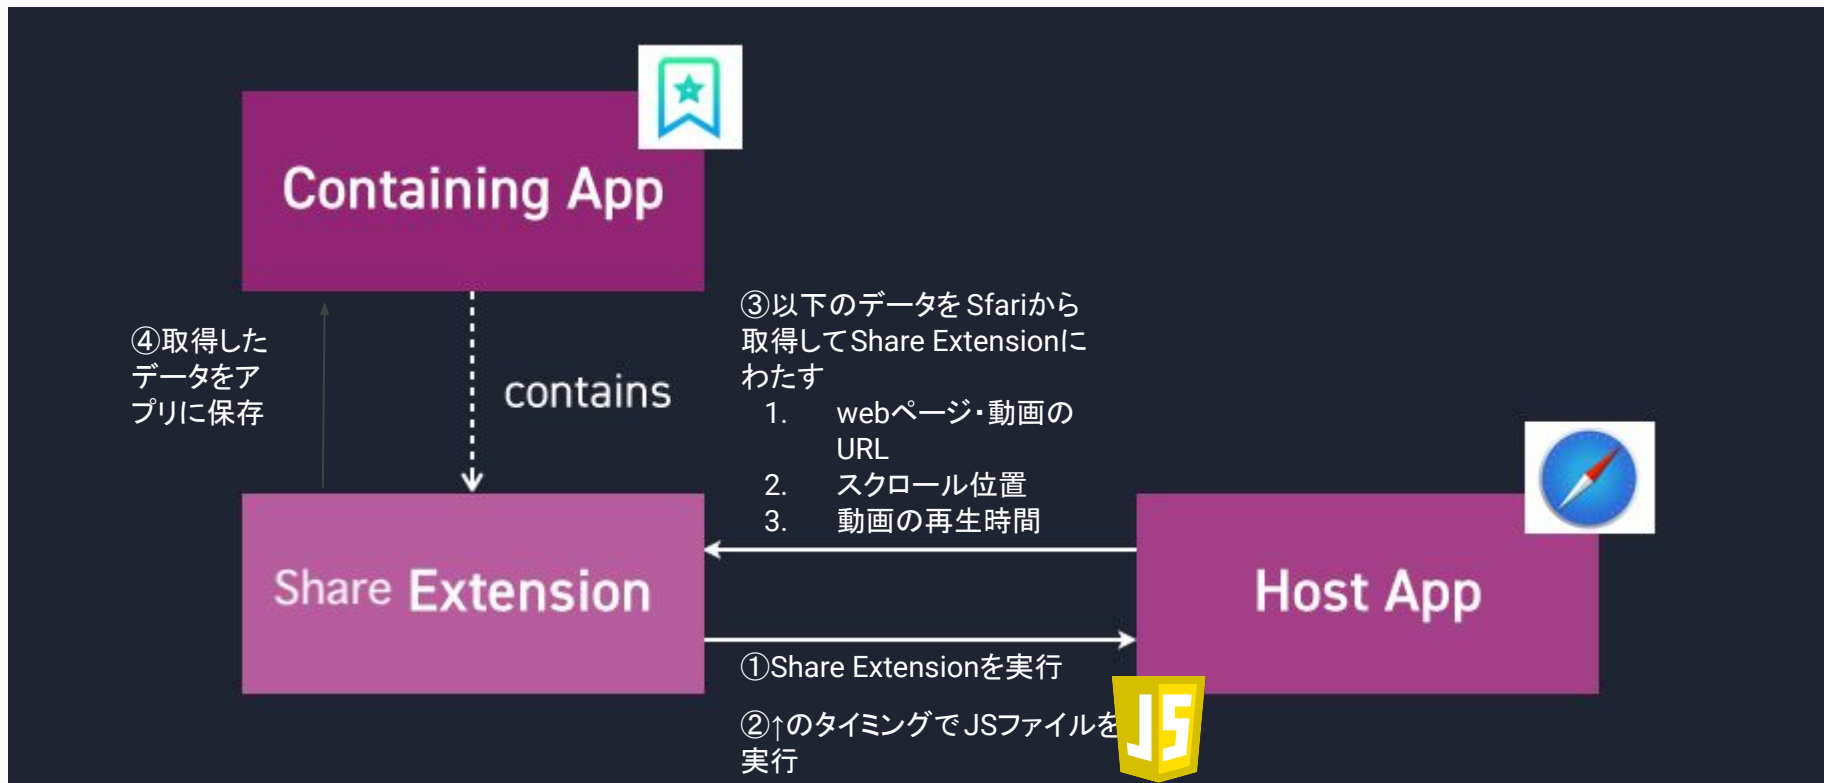 Containing App
④取得した
データをア
プリに保存
contains
③以下のデータをSfariから
取得してShare Extensionに
わたす
1. webページ・動画の
URL
2. スクロール位置
3. 動画の再生時間
Share Extension
Host App
①Share Extensionを実行
②↑のタイミングでJSファイルを
実行
JS